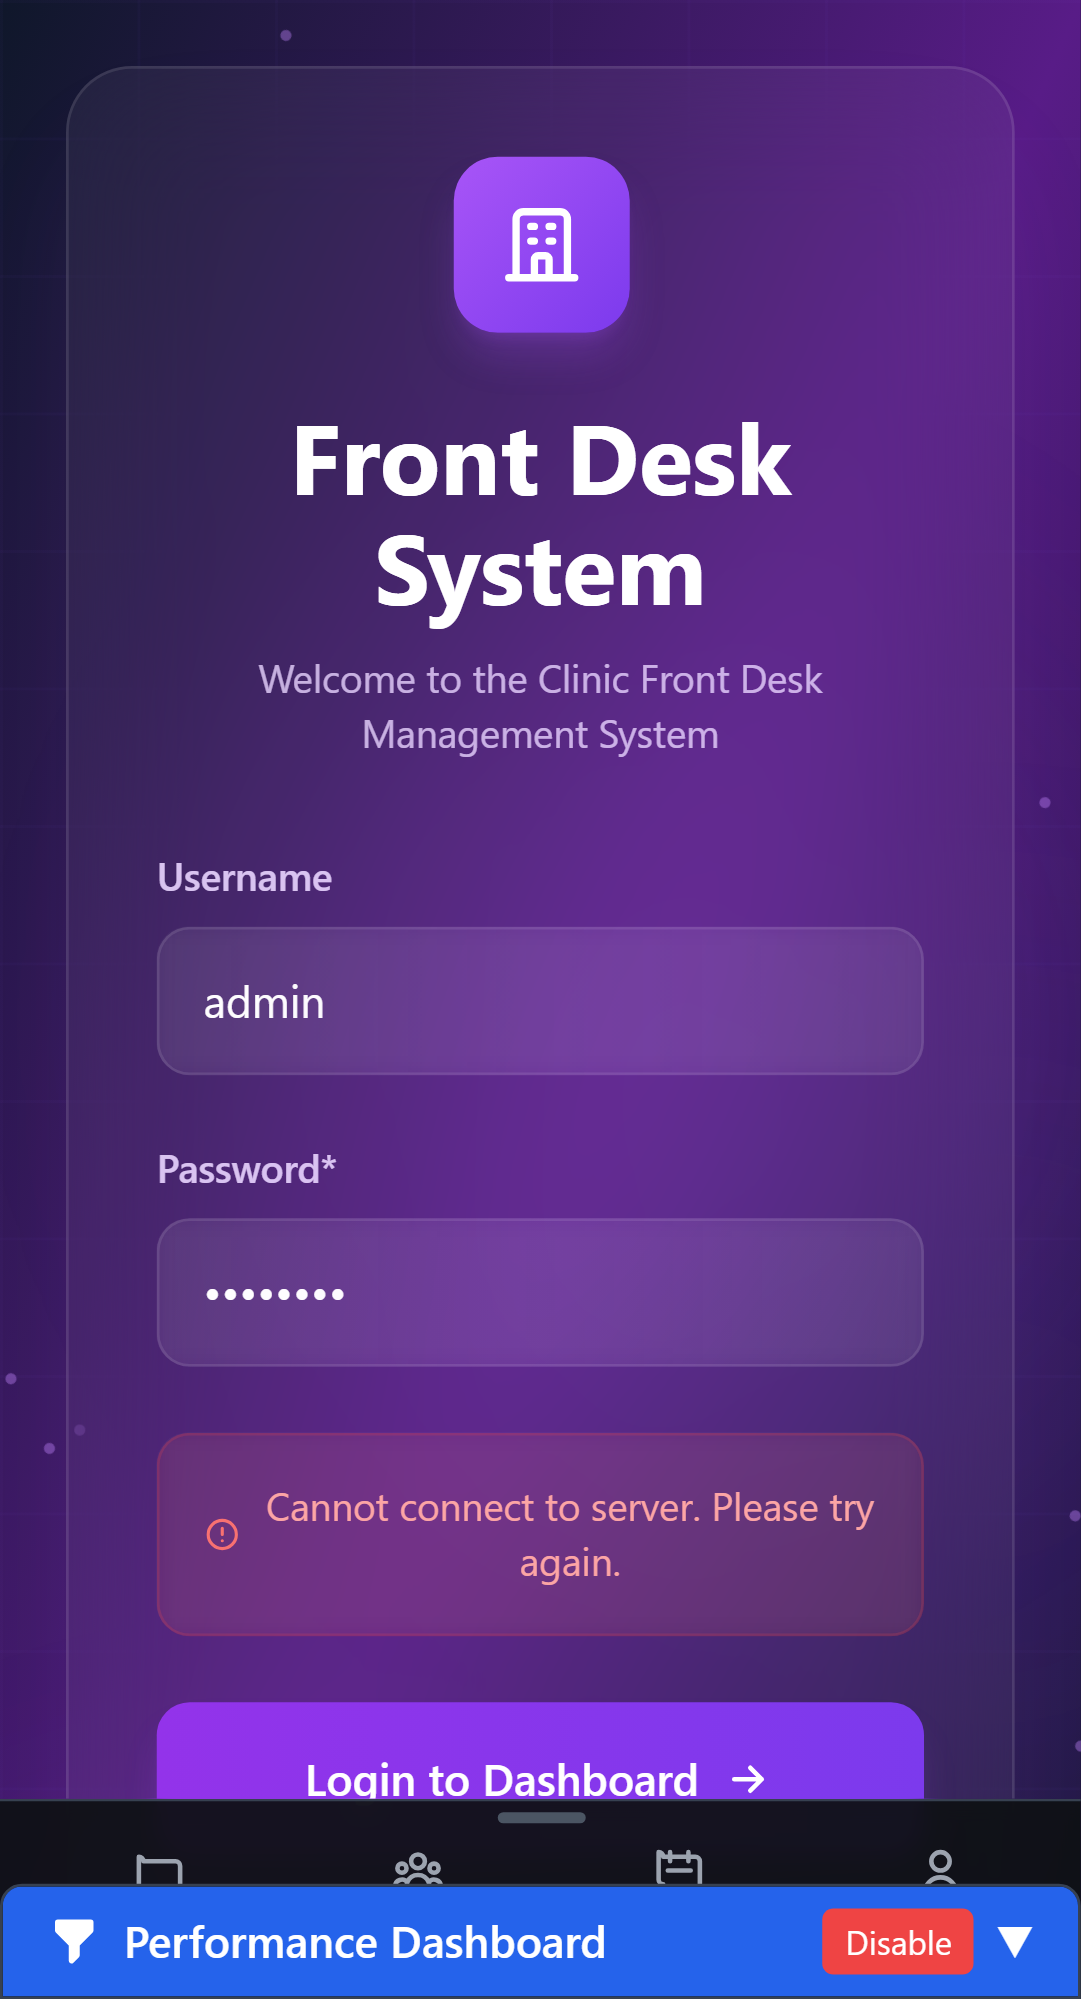 Front Desk
System
Welcome to the Clinic Front Desk
Management System
Username
admin
Password*
••••••••
Cannot connect to server. Please try
again.
Login to Dashboard
Performance Dashboard
Disable